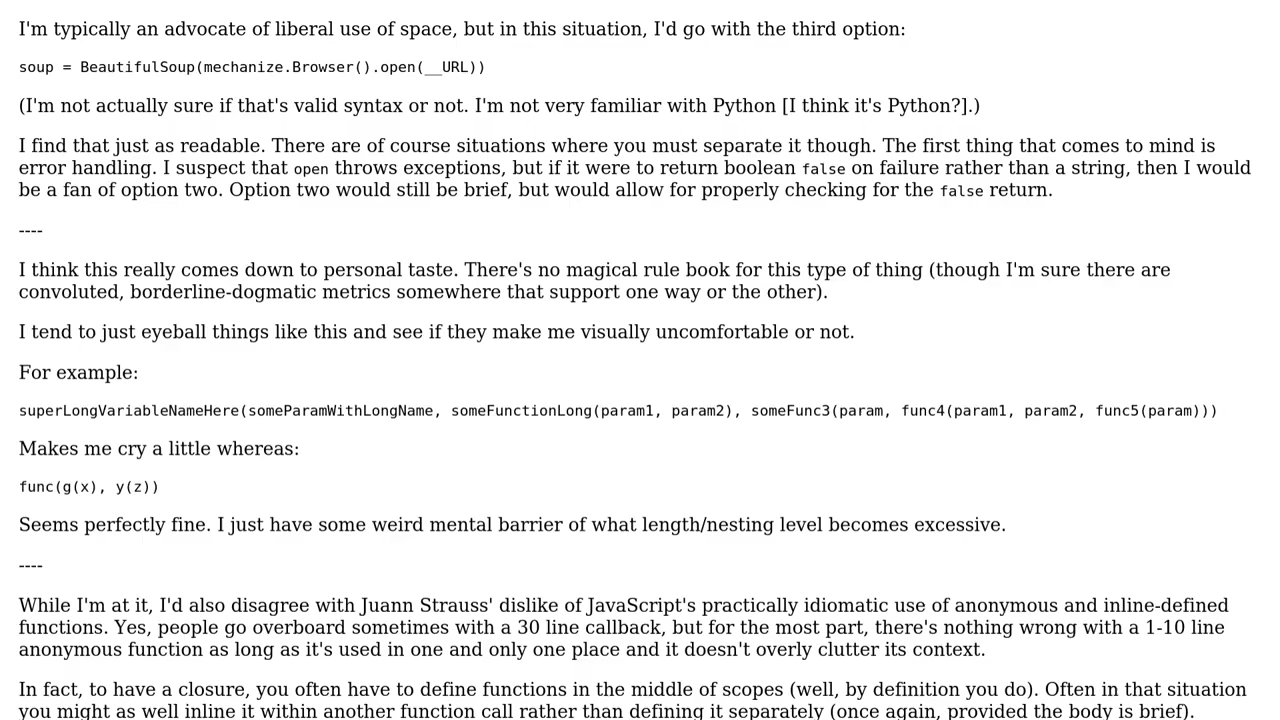 I'm typically an advocate of liberal use of space, but in this situation, I'd go with the third option:
soup = BeautifulSoup(mechanize.Browser().open(__URL))
(I'm not actually sure if that's valid syntax or not. I'm not very familiar with Python [I think it's Python?].)
I find that just as readable. There are of course situations where you must separate it though. The first thing that comes to mind is
error handling. I suspect that open throws exceptions, but if it were to return boolean false on failure rather than a string, then I would
be a fan of option two. Option two would still be brief, but would allow for properly checking for the false return.
----
I think this really comes down to personal taste. There's no magical rule book for this type of thing (though I'm sure there are
convoluted, borderline-dogmatic metrics somewhere that support one way or the other).
I tend to just eyeball things like this and see if they make me visually uncomfortable or not.
For example:
superLongVariableNameHere(someParamWithLongName, someFunctionLong(param1, param2), someFunc3(param, func4(param1, param2, func5(param)))
Makes me cry a little whereas:
func(g(x), y(z))
Seems perfectly fine. I just have some weird mental barrier of what length/nesting level becomes excessive.
----
While I'm at it, I'd also disagree with Juann Strauss' dislike of JavaScript's practically idiomatic use of anonymous and inline-defined
functions. Yes, people go overboard sometimes with a 30 line callback, but for the most part, there's nothing wrong with a 1-10 line
anonymous function as long as it's used in one and only one place and it doesn't overly clutter its context.
In fact, to have a closure, you often have to define functions in the middle of scopes (well, by definition you do). Often in that situation
you might as well inline it within another function call rather than defining it separately (once again, provided the body is brief).